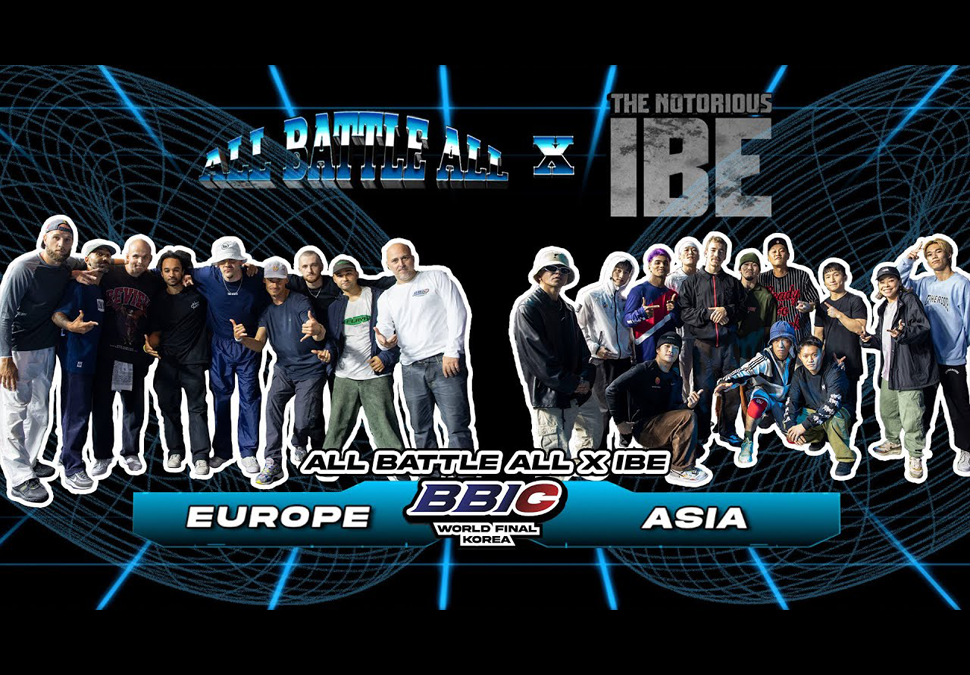 ALL BATTLE ALL X
THE NOTORIOUS
IBE
ALL BATTLE ALL X IBE
EUROPE
BBIC
WORLD FINAL
KOREA
ASIA